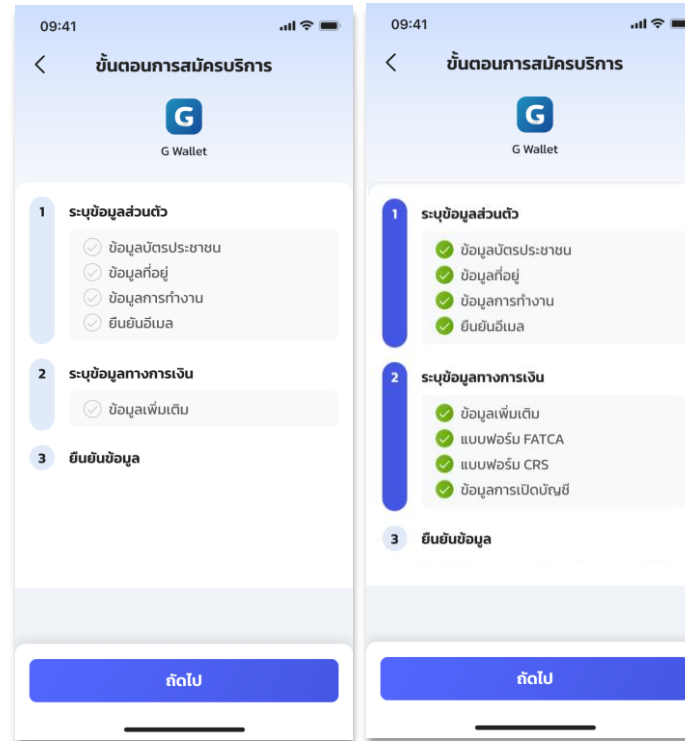 09:41
ขั้นตอนการสมัครบริการ
G
G Wallet
1 ระบุข้อมูลส่วนตัว
ข้อมูลบัตรประชาชน
ข้อมูลที่อยู่
ข้อมูลการทำงาน
ยืนยันอีเมล
2 ระบุข้อมูลทางการเงิน
ข้อมูลเพิ่มเติม
3 ยืนยันข้อมูล
ถัดไป
09:41
ขั้นตอนการสมัครบริการ
G
G Wallet
1 ระบุข้อมูลส่วนตัว
ข้อมูลบัตรประชาชน
ข้อมูลที่อยู่
ข้อมูลการทำงาน
ยืนยันอีเมล
2 ระบุข้อมูลทางการเงิน
ข้อมูลเพิ่มเติม
แบบฟอร์ม FATCA
แบบฟอร์ม CRS
ข้อมูลการเปิดบัญชี
3 ยืนยันข้อมูล
ถัดไป